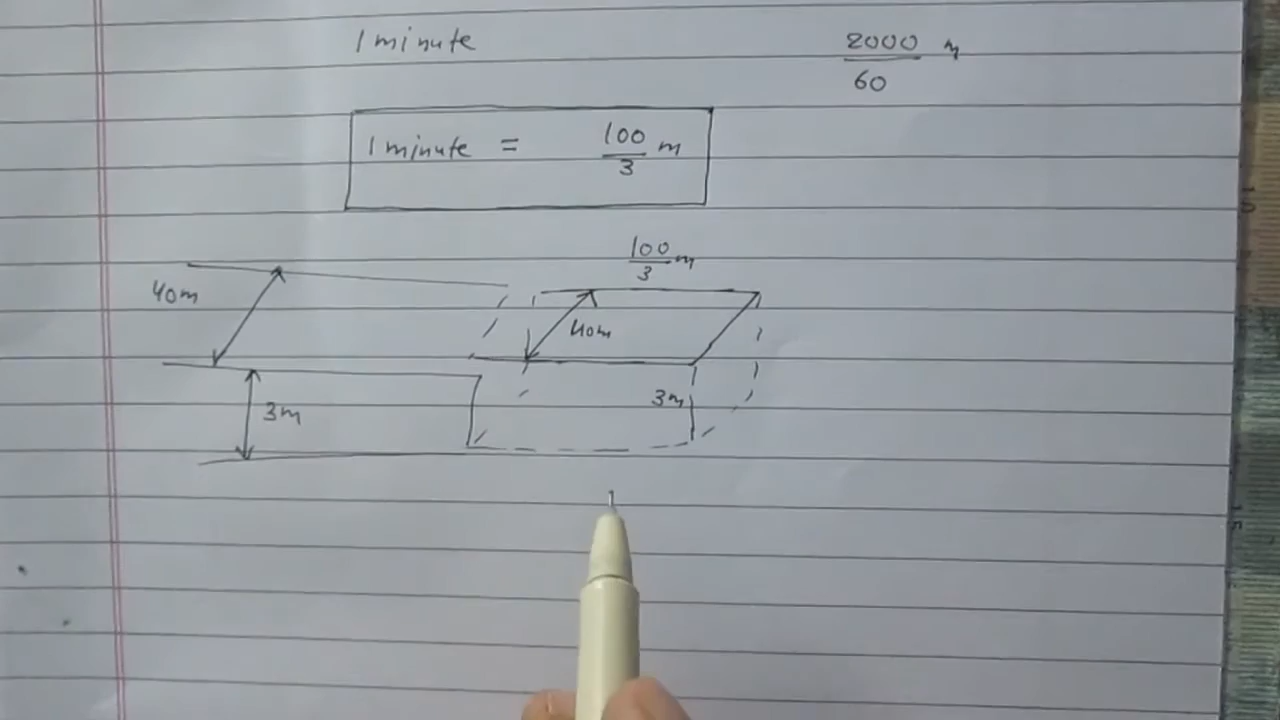 1 minute 2000/60 m
1 minute = 100/3 m
100/3 m
40m
40m
3m
3m